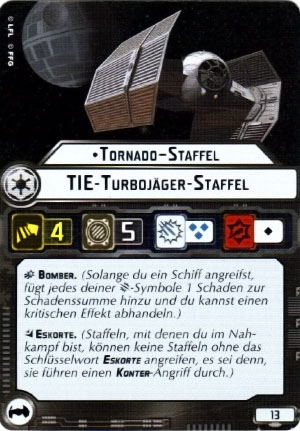 © LFL © FFG
•Tornado-Staffel
TIE-Turbojäger-Staffel
4 5
Bomber. (Solange du ein Schiff angreifst,
fügt jedes deiner -Symbole 1 Schaden zur
Schadenssumme hinzu und du kannst einen
kritischen Effekt abhandeln.)
Eskorte. (Staffeln, mit denen du im Nah-
kampf bist, können keine Staffeln ohne das
Schlüsselwort Eskorte angreifen, es sei denn,
sie führen einen Konter-Angriff durch.)
13